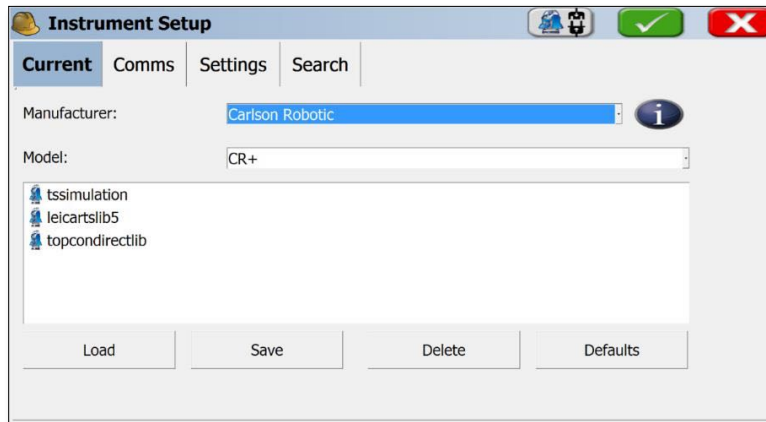 Instrument Setup
Current Comms Settings Search
Manufacturer: Carlson Robotic
Model: CR+
tssimulation
leicartslib5
topcondirectlib
Load Save Delete Defaults